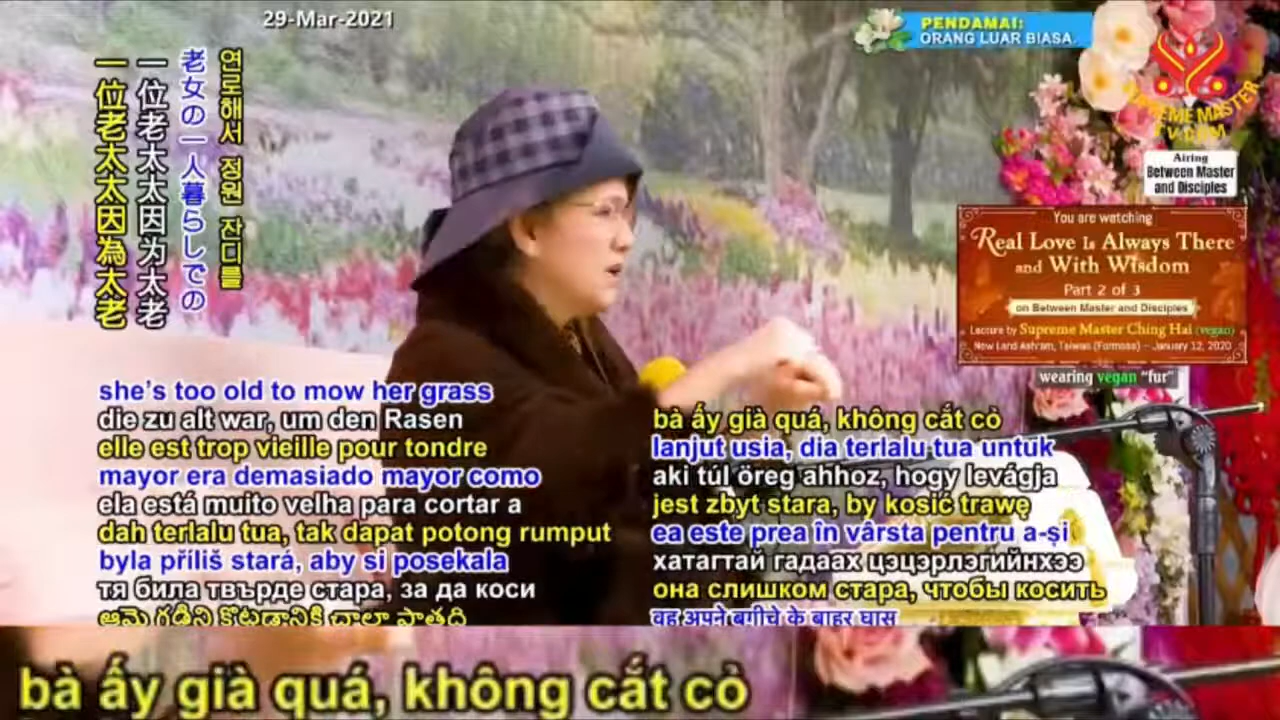 29-Mar-2021
PENDAMAI:
ORANG LUAR BIASA.
SUPREME MASTER
TV.COM
Airing
Between Master
and Disciples
You are watching
Real Love Is Always There
and With Wisdom
Part 2 of 3
on Between Master and Disciples
Lecture by Supreme Master Ching Hai (vegan)
New Land Ashram, Taiwan (Formosa) – January 12, 2020
wearing vegan "fur"
연로해서 정원 잔디를
老女の一人暮らしでの
一位老太太因为太老
一位老太太因為太老
she's too old to mow her grass
die zu alt war, um den Rasen
elle est trop vieille pour tondre
mayor era demasiado mayor como
ela está muito velha para cortar a
dah terlalu tua, tak dapat potong rumput
byla příliš stará, aby si posekala
тя била твърде стара, за да коси
ఆమె గడ్డిని కొట్టడానికి చాలా పాతది
bà ấy già quá, không cắt cỏ
lanjut usia, dia terlalu tua untuk
aki túl öreg ahhoz, hogy levágja
jest zbyt stara, by kosić trawę
ea este prea în vârsta pentru a-și
хатагтай гадаах цэцэрлэгийнхээ
она слишком стара, чтобы косить
वह अपने बगीचे के बाहर घास
bà ấy già quá, không cắt cỏ